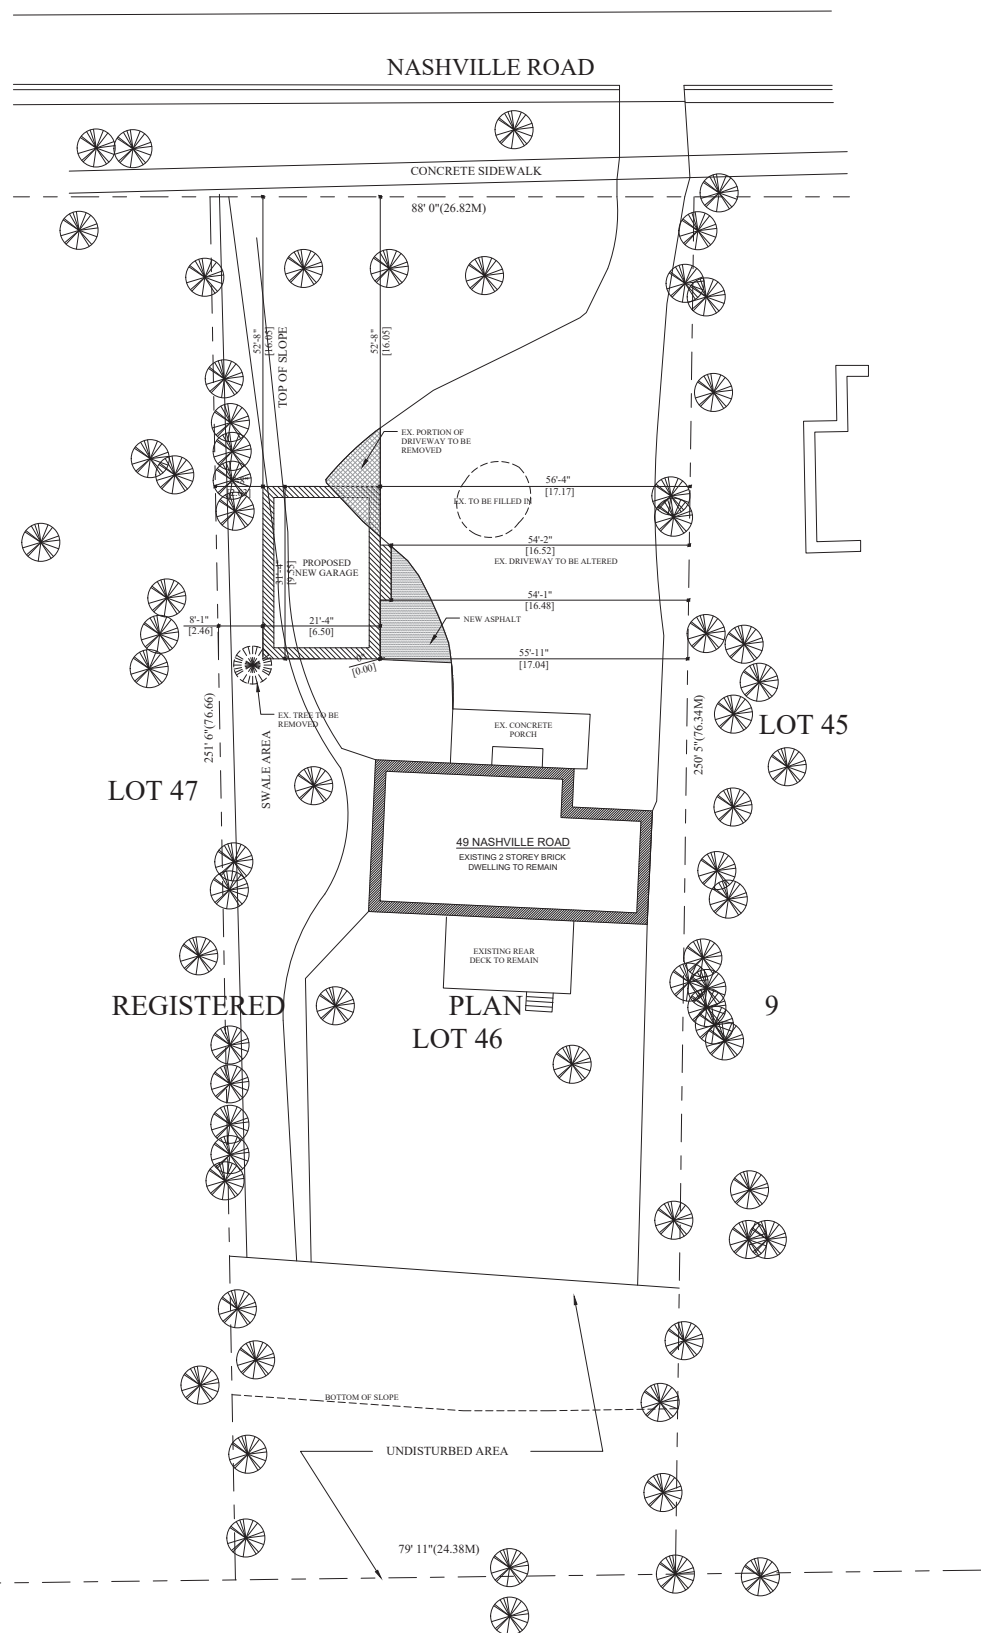 NASHVILLE ROAD
CONCRETE SIDEWALK
88' 0"(26.82M)
52'-8"
[16.05]
TOP OF SLOPE
52'-8"
[16.05]
EX. PORTION OF
DRIVEWAY TO BE
REMOVED
56'-4"
[17.17]
EX. TO BE FILLED IN
54'-2"
[16.52]
EX. DRIVEWAY TO BE ALTERED
PROPOSED
NEW GARAGE
31'-4"
[9.55]
54'-1"
[16.48]
8'-1"
[2.46]
21'-4"
[6.50]
NEW ASPHALT
0"
[0.00]
55'-11"
[17.04]
EX. TREE TO BE
REMOVED
251' 6"(76.66)
SWALE AREA
EX. CONCRETE
PORCH
250' 5"(76.34M)
LOT 45
LOT 47
49 NASHVILLE ROAD
EXISTING 2 STOREY BRICK
DWELLING TO REMAIN
EXISTING REAR
DECK TO REMAIN
REGISTERED PLAN 9
LOT 46
BOTTOM OF SLOPE
UNDISTURBED AREA
79' 11"(24.38M)